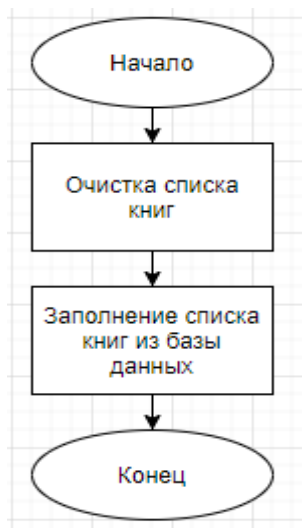 Начало
Очистка списка
книг
Заполнение списка
книг из базы
данных
Конец